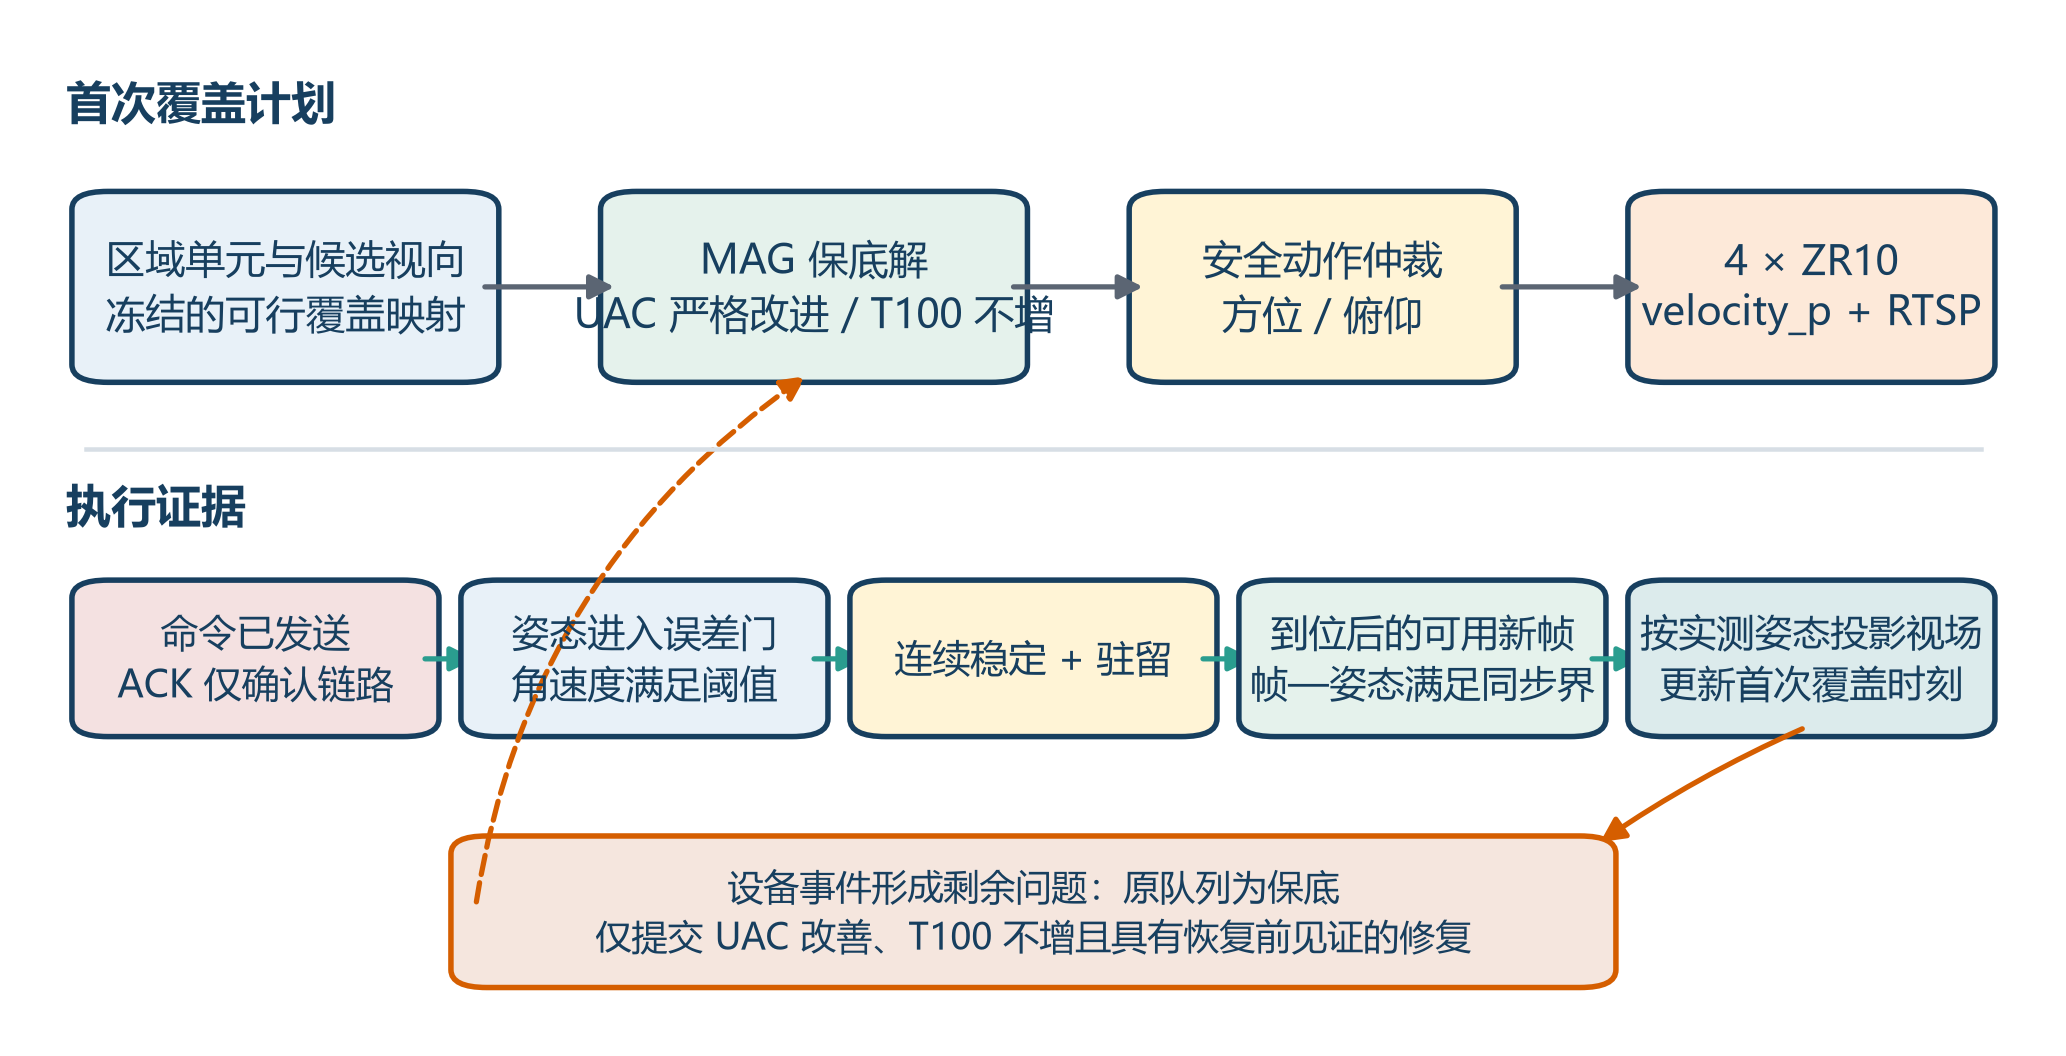 首次覆盖计划
区域单元与候选视向
冻结的可行覆盖映射
MAG 保底解
UAC 严格改进 / T100 不增
安全动作仲裁
方位 / 俯仰
4 × ZR10
velocity_p + RTSP
执行证据
命令已发送
ACK 仅确认链路
姿态进入误差门
角速度满足阈值
连续稳定 + 驻留
到位后的可用新帧
帧—姿态满足同步界
按实测姿态投影视场
更新首次覆盖时刻
设备事件形成剩余问题：原队列为保底
仅提交 UAC 改善、T100 不增且具有恢复前见证的修复